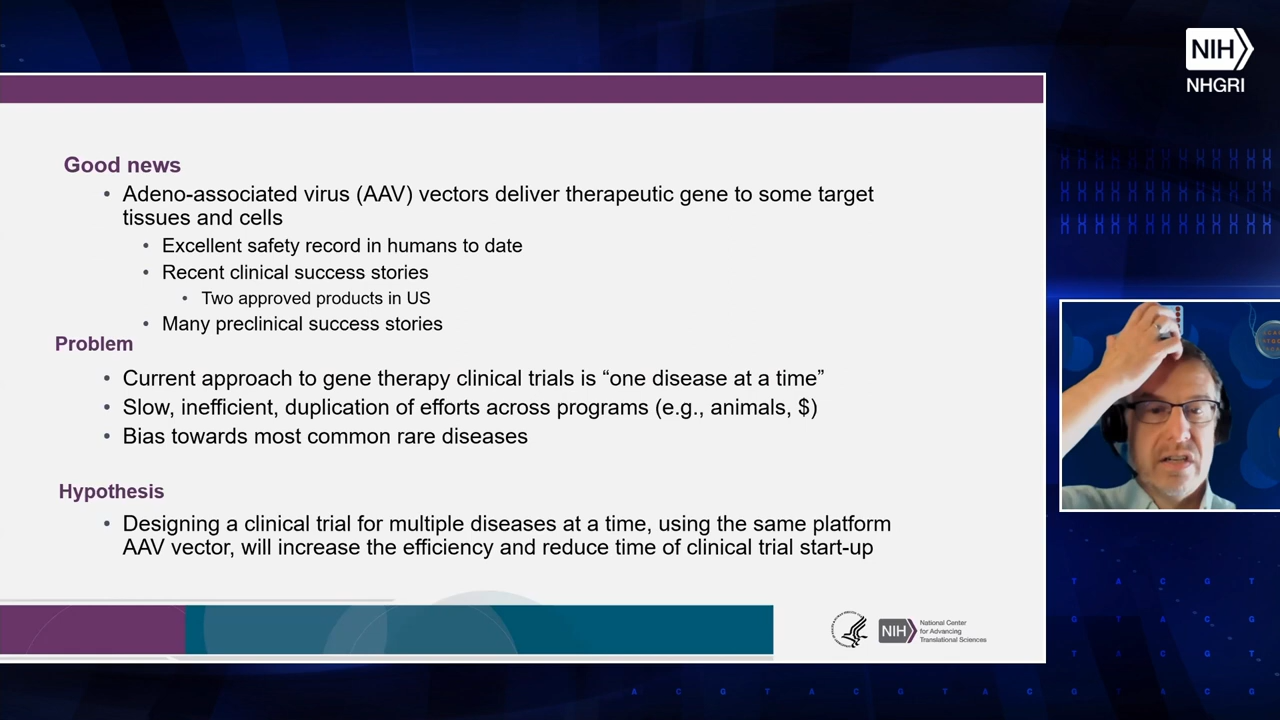 NIH
NHGRI
Good news
• Adeno-associated virus (AAV) vectors deliver therapeutic gene to some target
tissues and cells
• Excellent safety record in humans to date
• Recent clinical success stories
• Two approved products in US
• Many preclinical success stories
Problem
• Current approach to gene therapy clinical trials is “one disease at a time”
• Slow, inefficient, duplication of efforts across programs (e.g., animals, $)
• Bias towards most common rare diseases
Hypothesis
• Designing a clinical trial for multiple diseases at a time, using the same platform
AAV vector, will increase the efficiency and reduce time of clinical trial start-up
NIH
National Center
for Advancing
Translational Sciences
T A C G T
T A C G T
T A C G T
A C G T A C G T A C G T A C G